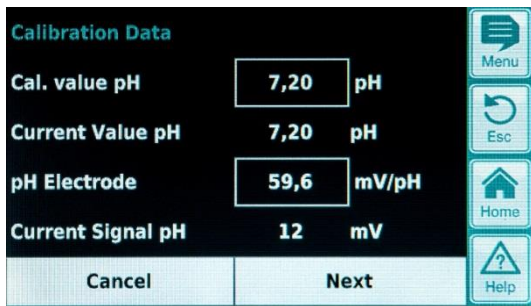 Calibration Data
Menu
Cal. value pH 7,20 pH
Esc
Current Value pH 7,20 pH
pH Electrode 59,6 mV/pH
Home
Current Signal pH 12 mV
Cancel Next
Help